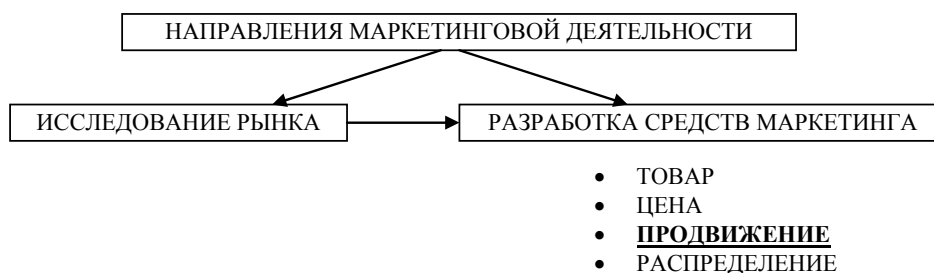 НАПРАВЛЕНИЯ МАРКЕТИНГОВОЙ ДЕЯТЕЛЬНОСТИ
ИССЛЕДОВАНИЕ РЫНКА
РАЗРАБОТКА СРЕДСТВ МАРКЕТИНГА
• ТОВАР
• ЦЕНА
• ПРОДВИЖЕНИЕ
• РАСПРЕДЕЛЕНИЕ